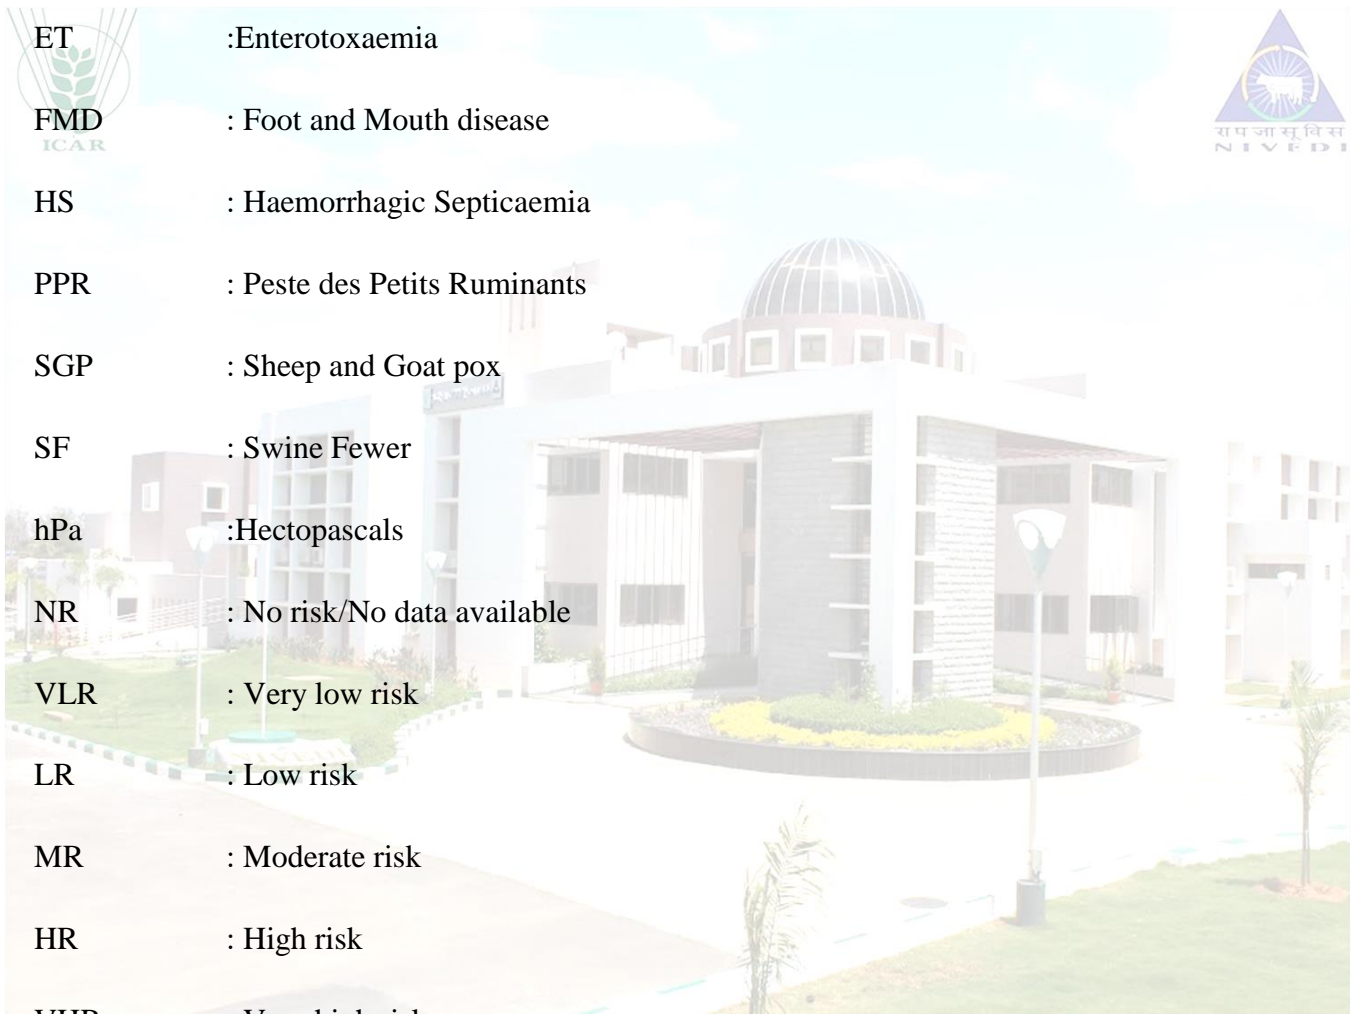 ET :Enterotoxaemia
FMD : Foot and Mouth disease
ICAR
रापजासूविस
NIVEDI
HS : Haemorrhagic Septicaemia
PPR : Peste des Petits Ruminants
SGP : Sheep and Goat pox
SF : Swine Fewer
hPa :Hectopascals
NR : No risk/No data available
VLR : Very low risk
LR : Low risk
MR : Moderate risk
HR : High risk